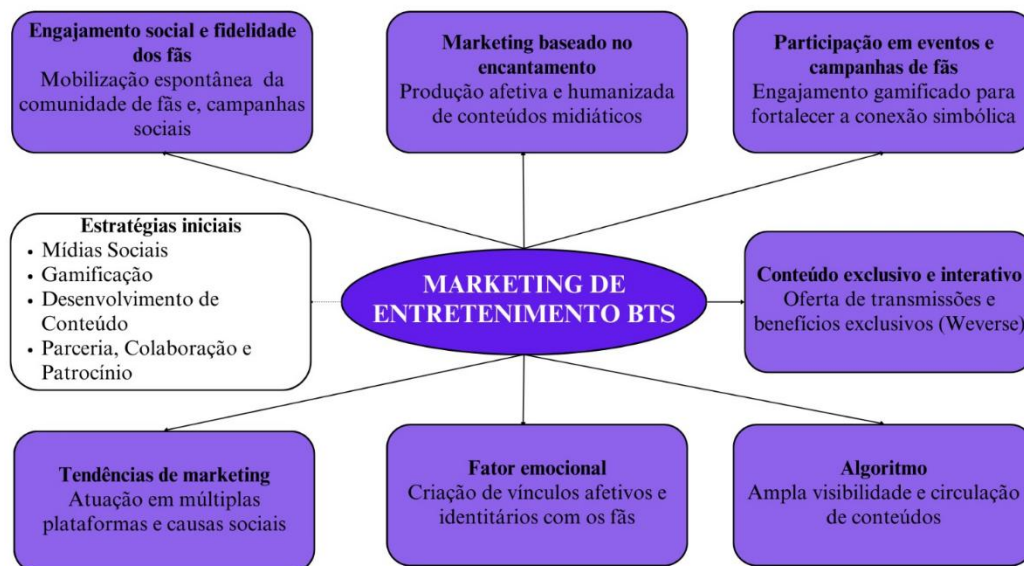 Engajamento social e fidelidade
dos fãs
Mobilização espontânea da
comunidade de fãs e, campanhas
sociais
Marketing baseado no
encantamento
Produção afetiva e humanizada
de conteúdos midiáticos
Participação em eventos e
campanhas de fãs
Engajamento gamificado para
fortalecer a conexão simbólica
Estratégias iniciais
• Mídias Sociais
• Gamificação
• Desenvolvimento de
Conteúdo
• Parceria, Colaboração e
Patrocínio
MARKETING DE
ENTRETENIMENTO BTS
Conteúdo exclusivo e interativo
Oferta de transmissões e
benefícios exclusivos (Weverse)
Tendências de marketing
Atuação em múltiplas
plataformas e causas sociais
Fator emocional
Criação de vínculos afetivos e
identitários com os fãs
Algoritmo
Ampla visibilidade e circulação
de conteúdos